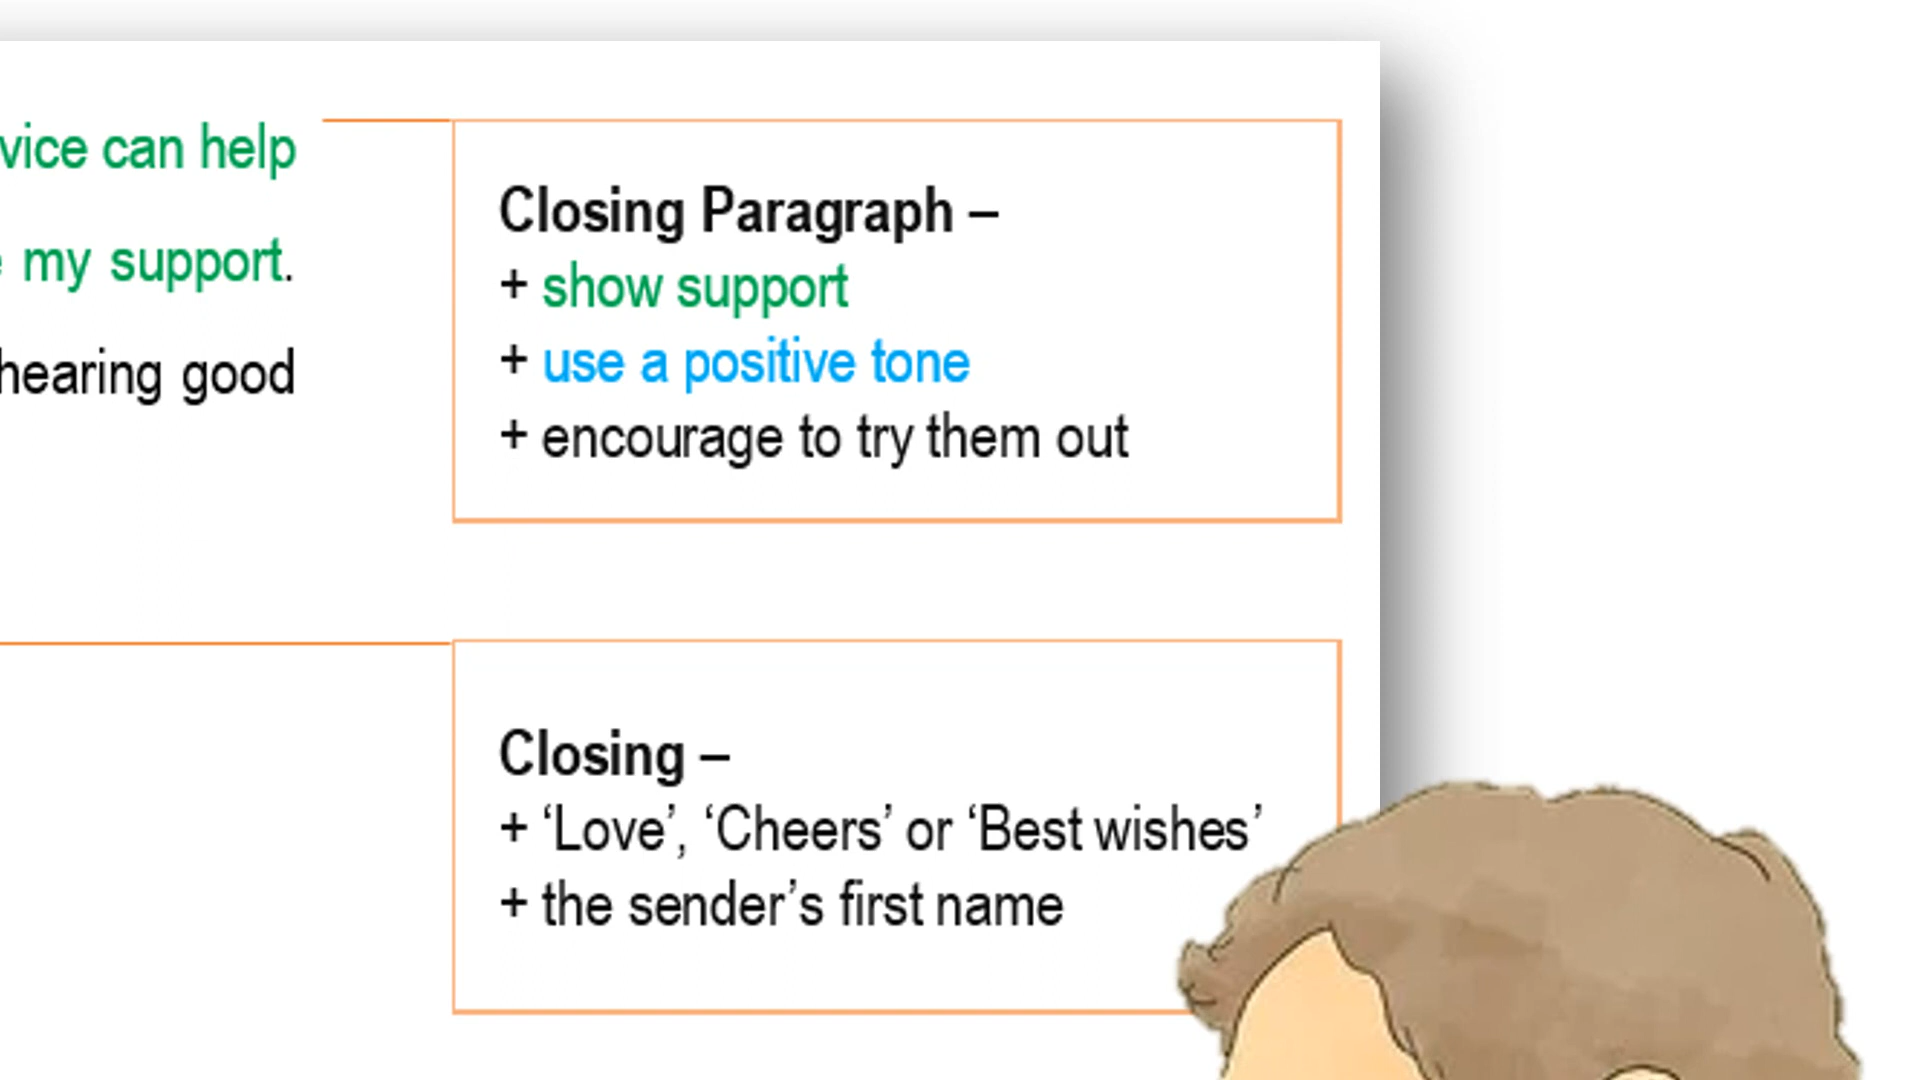 can help
my support.
hearing good
Closing Paragraph –
+ show support
+ use a positive tone
+ encourage to try them out
Closing –
+ ‘Love’, ‘Cheers’ or ‘Best wishes’
+ the sender’s first name